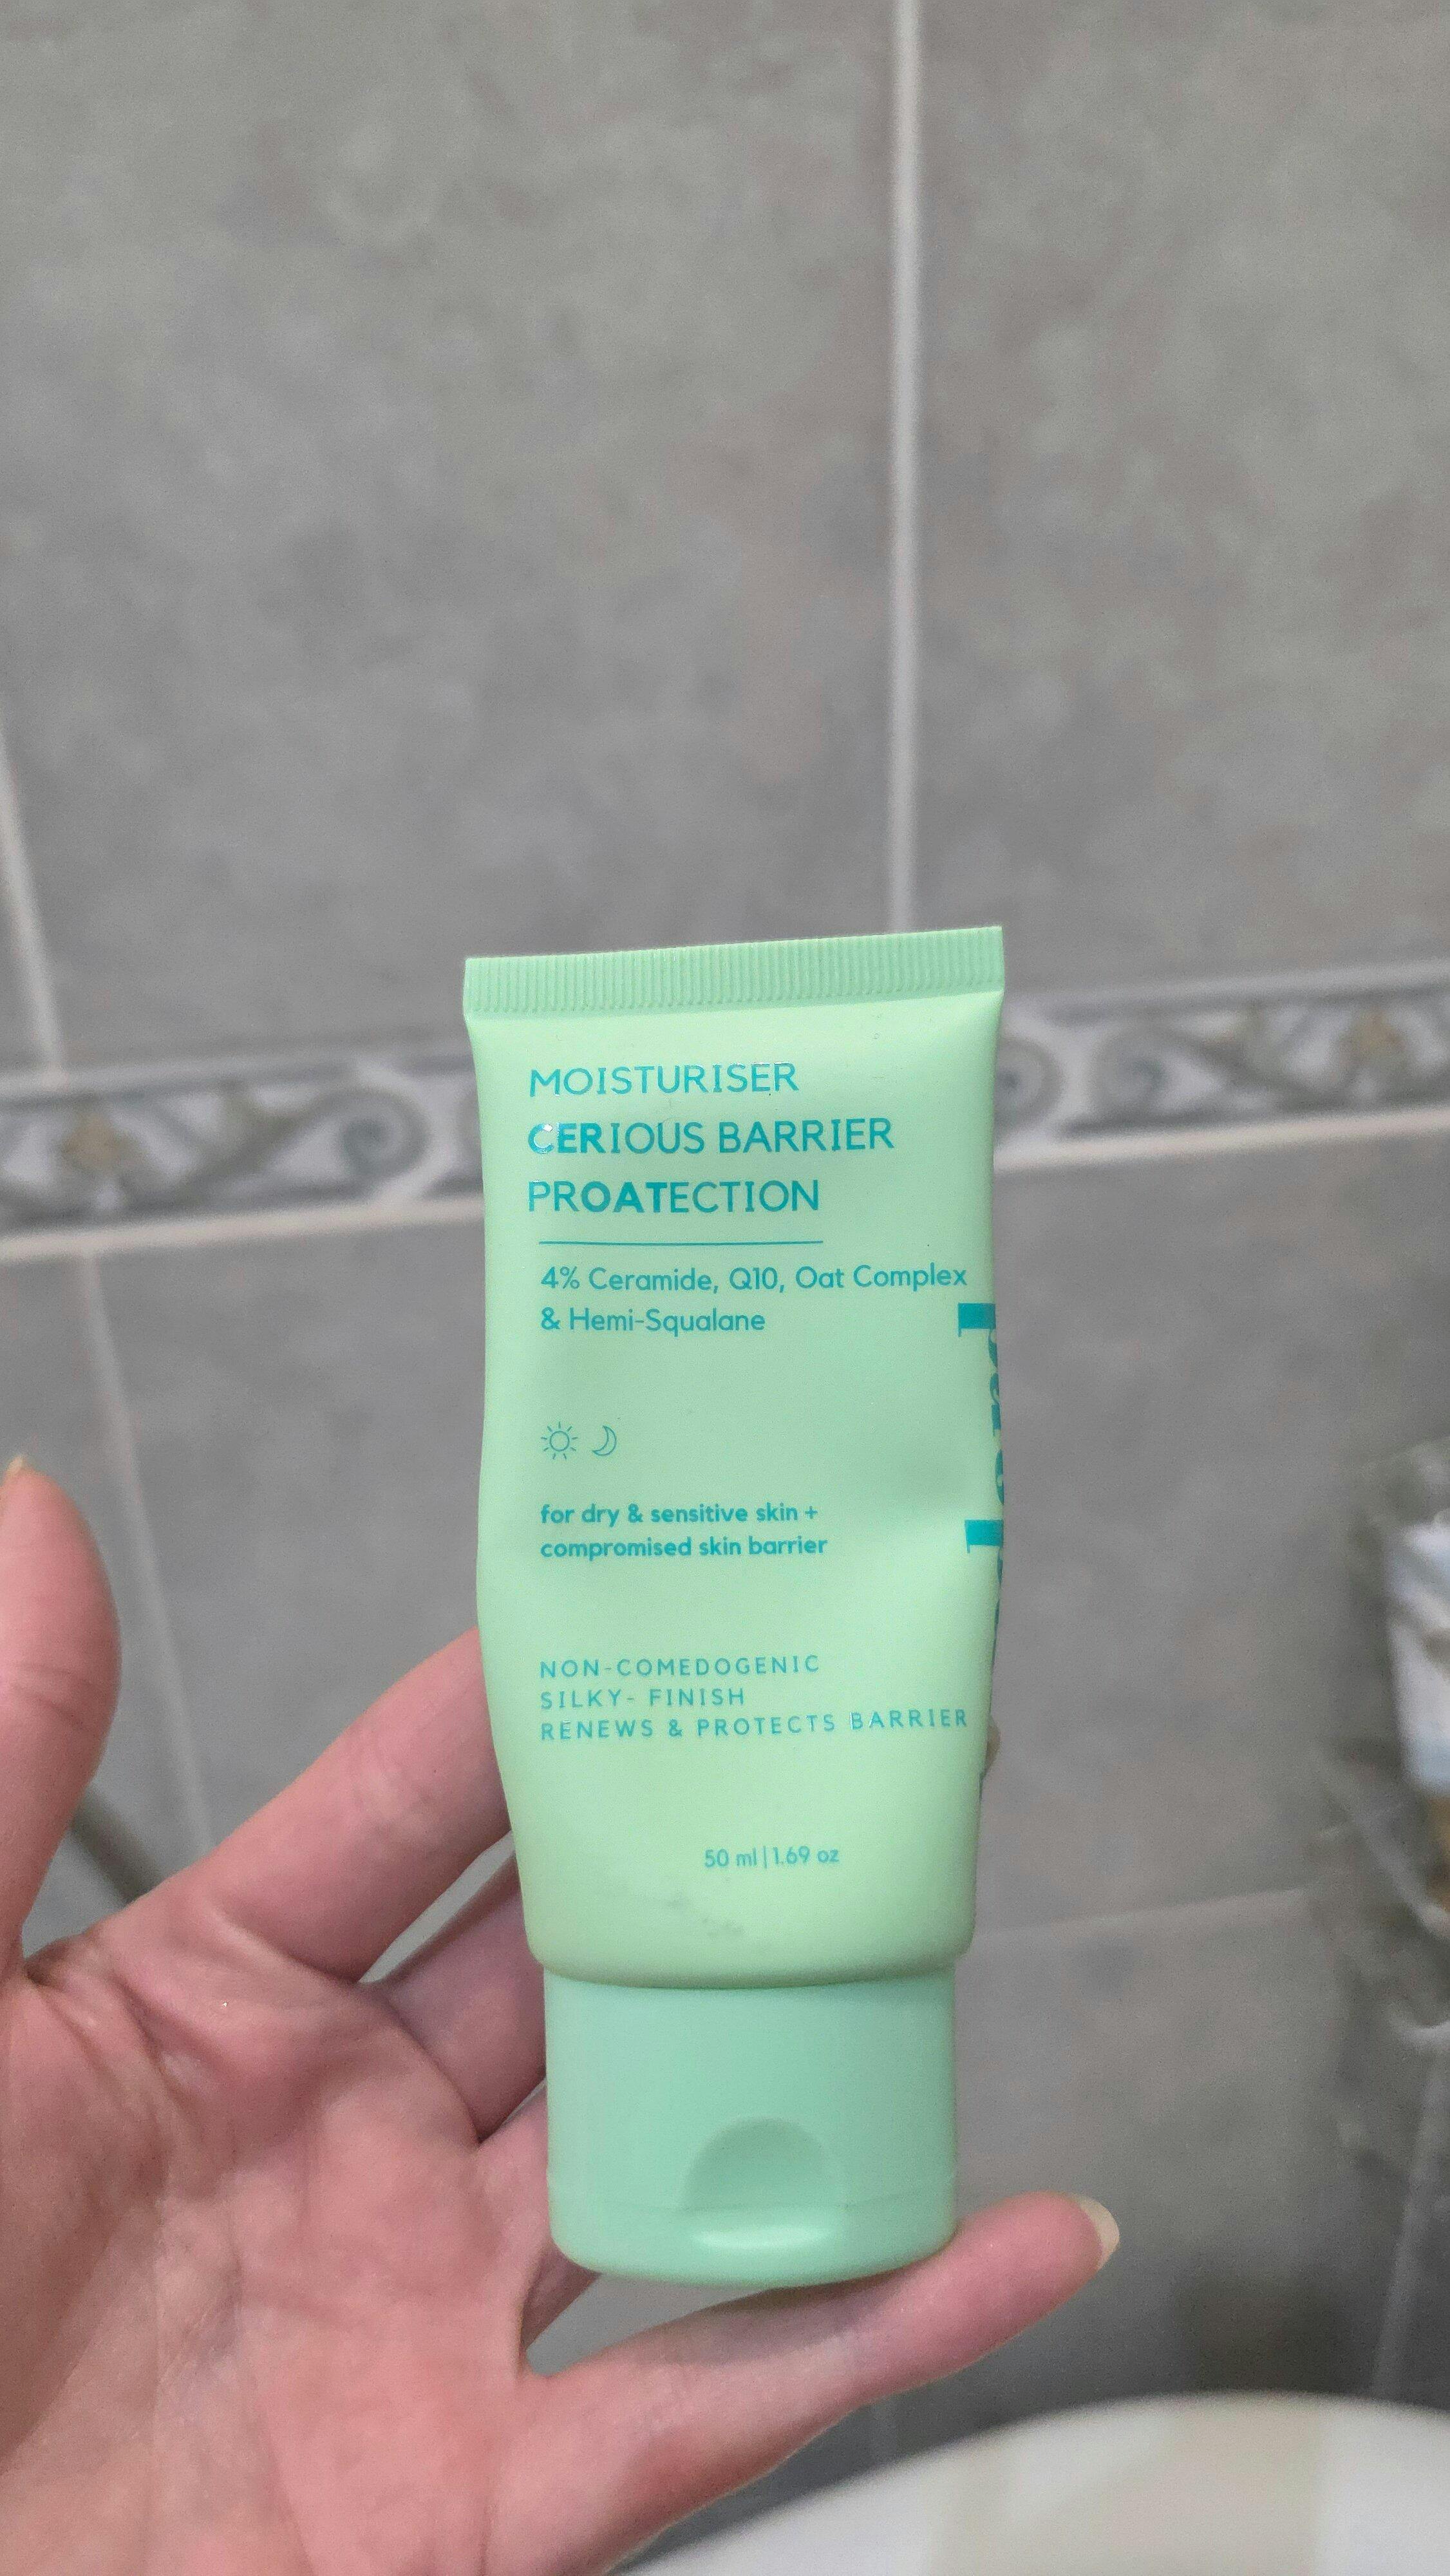 MOISTURISER
CERIOUS BARRIER
PROATECTION
4% Ceramide, Q10, Oat Complex
& Hemi-Squalane
for dry & sensitive skin +
compromised skin barrier
NON-COMEDOGENIC
SILKY- FINISH
RENEWS & PROTECTS BARRIER
50 ml | 1.69 oz